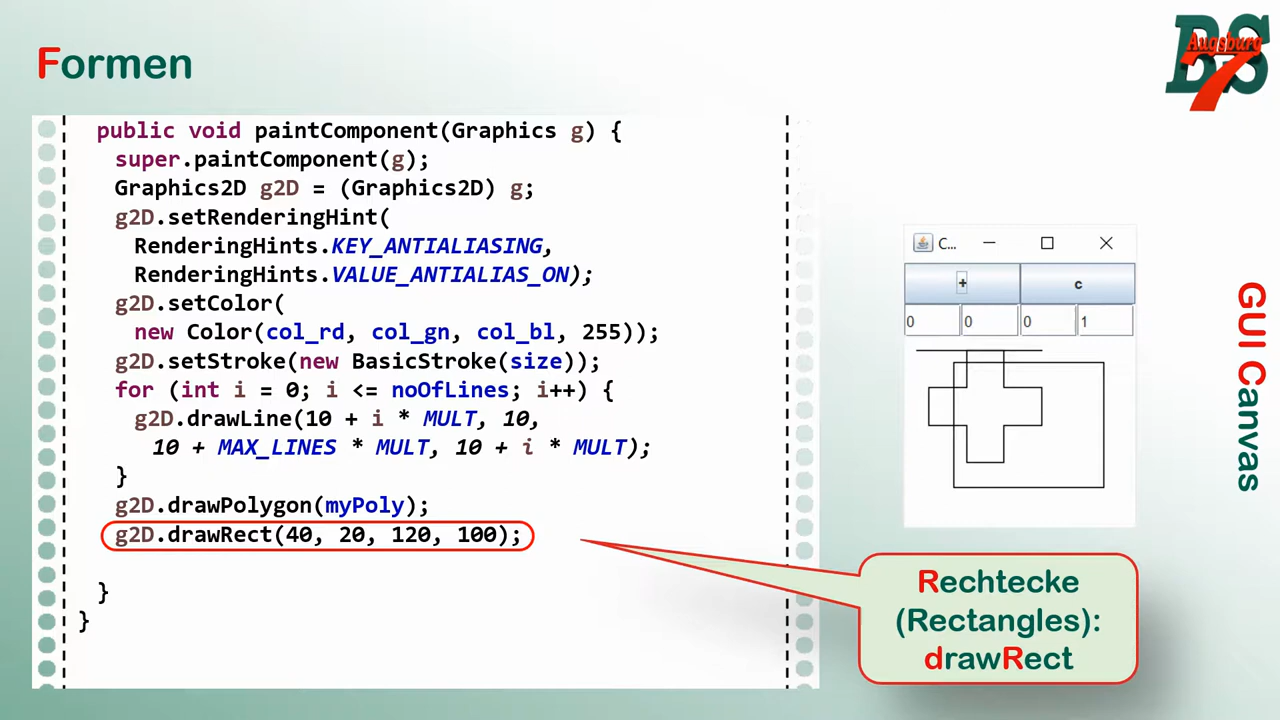 Formen
BS
Augsburg
7
public void paintComponent(Graphics g) {
super.paintComponent(g);
Graphics2D g2D = (Graphics2D) g;
g2D.setRenderingHint(
RenderingHints.KEY_ANTIALIASING,
RenderingHints.VALUE_ANTIALIAS_ON);
g2D.setColor(
new Color(col_rd, col_gn, col_bl, 255));
g2D.setStroke(new BasicStroke(size));
for (int i = 0; i <= noOfLines; i++) {
g2D.drawLine(10 + i * MULT, 10,
10 + MAX_LINES * MULT, 10 + i * MULT);
}
g2D.drawPolygon(myPoly);
g2D.drawRect(40, 20, 120, 100);
}
}
C...
+ c
0 0 0 1
Rechtecke
(Rectangles):
drawRect
GUI Canvas